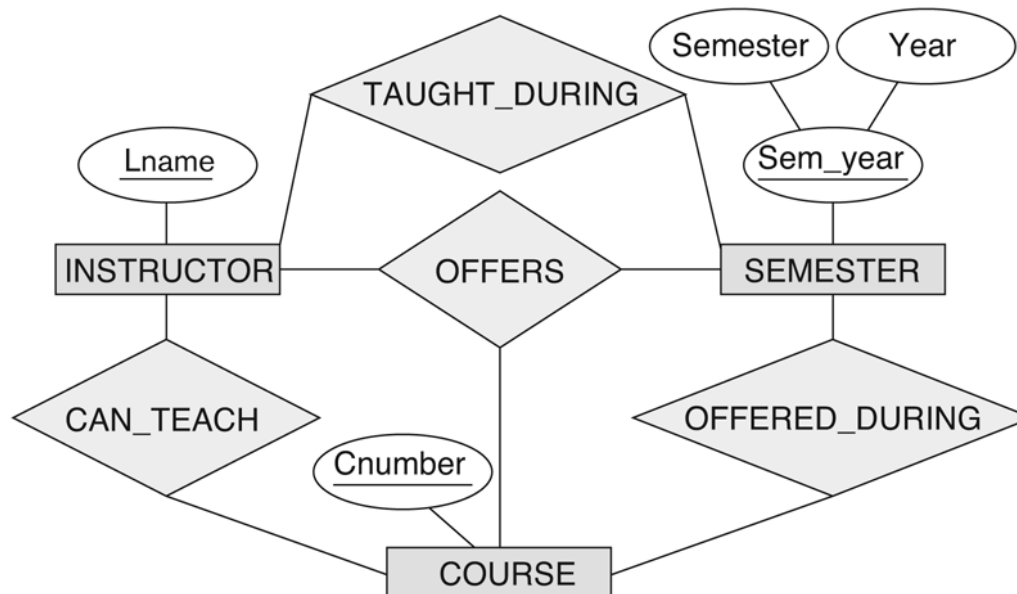 Semester
Year
TAUGHT_DURING
Lname
Sem_year
INSTRUCTOR
OFFERS
SEMESTER
CAN_TEACH
OFFERED_DURING
Cnumber
COURSE